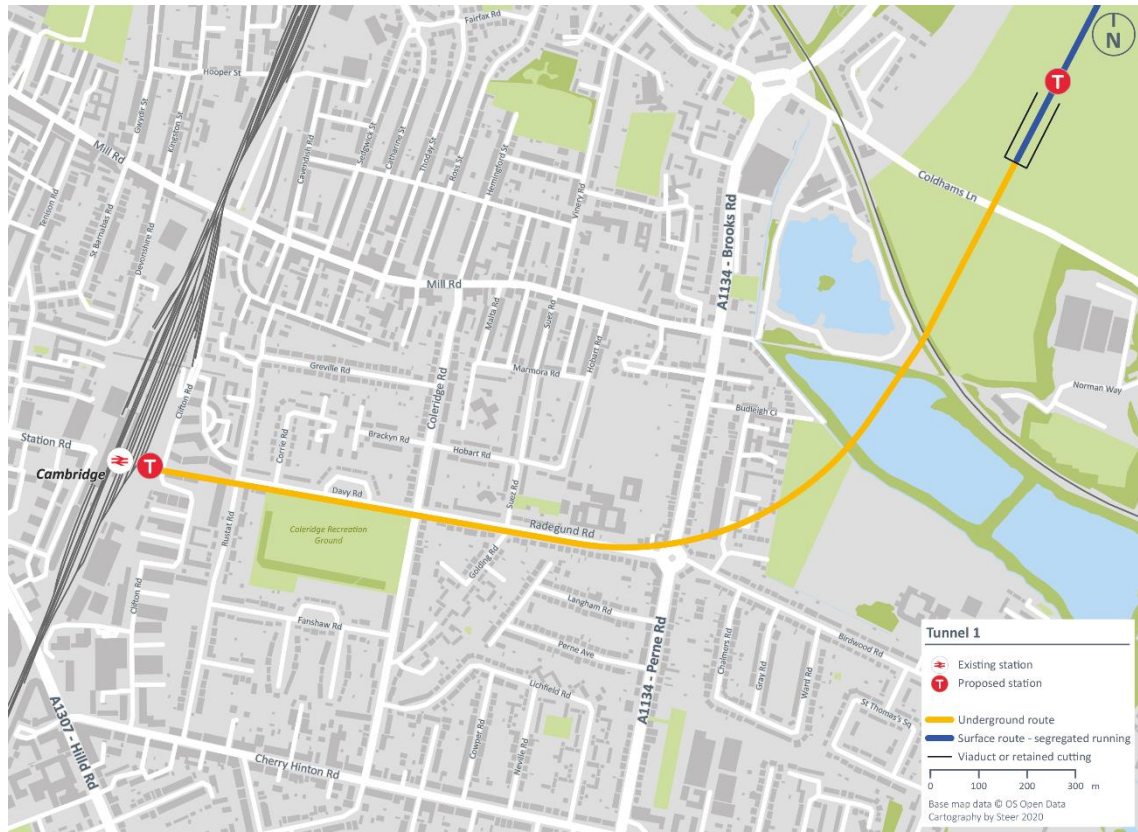 Fairfax Rd
N
Hooper St
T
Gwydir St
Kingston St
Sedgwick St
Catharine St
Thoday St
Ross St
Hemingford St
Cavendish Rd
Mill Rd
Coldhams Ln
Vinery Rd
Tenison Rd
St Barnabas Rd
Devonshire Rd
A1134 - Brooks Rd
Mill Rd
Malta Rd
Suez Rd
Hobart Rd
Greville Rd
Marmora Rd
Clifton Rd
Coleridge Rd
Norman Way
Budleigh Cl
Station Rd
Corrie Rd
Brackyn Rd
Hobart Rd
Cambridge
T
Davy Rd
Suez Rd
Rustat Rd
Coleridge Recreation
Ground
Radegund Rd
Golding Rd
Clifton Rd
Langham Rd
Fanshaw Rd
Perne Ave
Birdwood Rd
Chalmers Rd
Gray Rd
Ward Rd
A1134 - Perne Rd
Lichfield Rd
St Thomas's Sq
A1307 - Hilld Rd
Cowper Rd
Neville Rd
Cherry Hinton Rd
Tunnel 1
Existing station
T Proposed station
Underground route
Surface route - segregated running
Viaduct or retained cutting
0 100 200 300 m
Base map data © OS Open Data
Cartography by Steer 2020